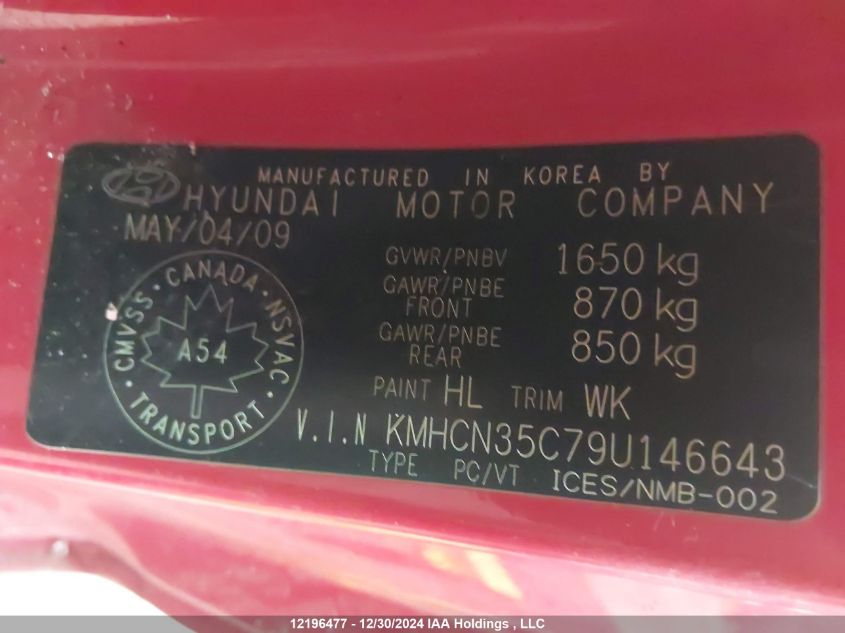 MANUFACTURED IN KOREA BY
HYUNDAI MOTOR COMPANY
MAY/04/09
GVWR/PNBV 1650 kg
GAWR/PNBE FRONT 870 kg
GAWR/PNBE REAR 850 kg
CMVSS · CANADA · NSVAC · TRANSPORT ·
A54
PAINT HL TRIM WK
V.I.N KMHCN35C79U146643
TYPE PC/VT ICES/NMB-002
12196477 - 12/30/2024 IAA Holdings , LLC